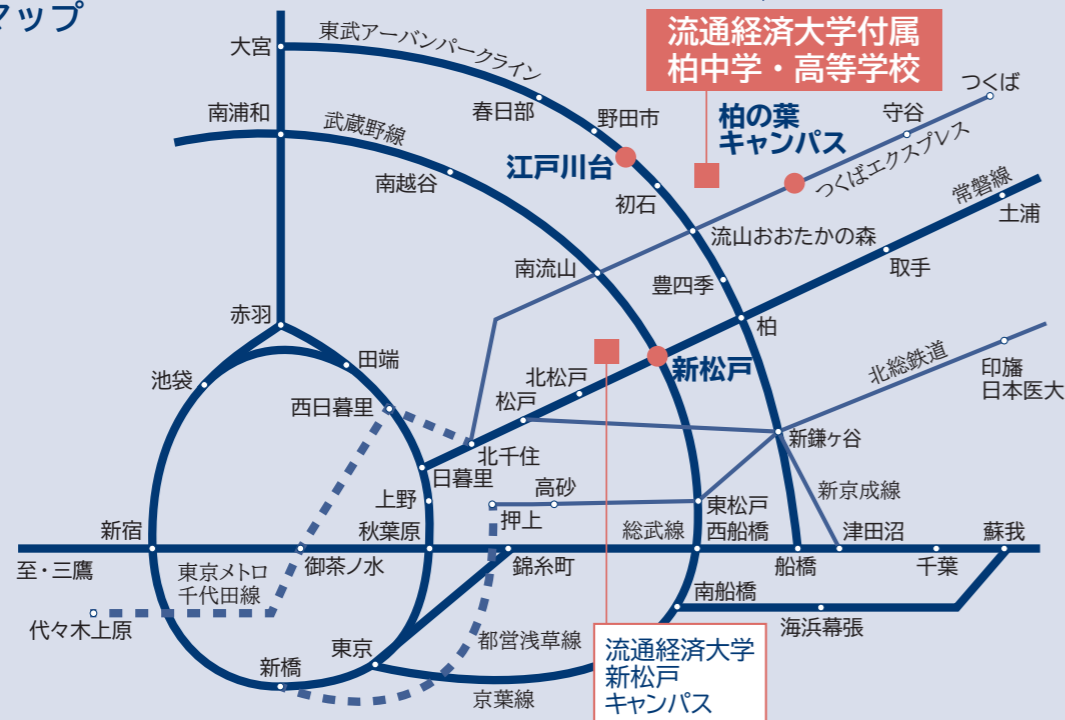 マップ
流通経済大学付属
柏中学・高等学校
大宮
東武アーバンパークライン
つくば
南浦和
武蔵野線
春日部
野田市
柏の葉
キャンパス
守谷
江戸川台
つくばエクスプレス
南越谷
初石
常磐線
土浦
流山おおたかの森
南流山
取手
豊四季
赤羽
柏
田端
新松戸
北総鉄道
池袋
北松戸
印旛
日本医大
西日暮里
松戸
新鎌ヶ谷
北千住
日暮里
高砂
新京成線
上野
押上
東松戸
新宿
秋葉原
総武線
西船橋
津田沼
蘇我
至・三鷹
東京メトロ
千代田線
御茶ノ水
錦糸町
船橋
千葉
南船橋
代々木上原
海浜幕張
都営浅草線
東京
新橋
京葉線
流通経済大学
新松戸
キャンパス